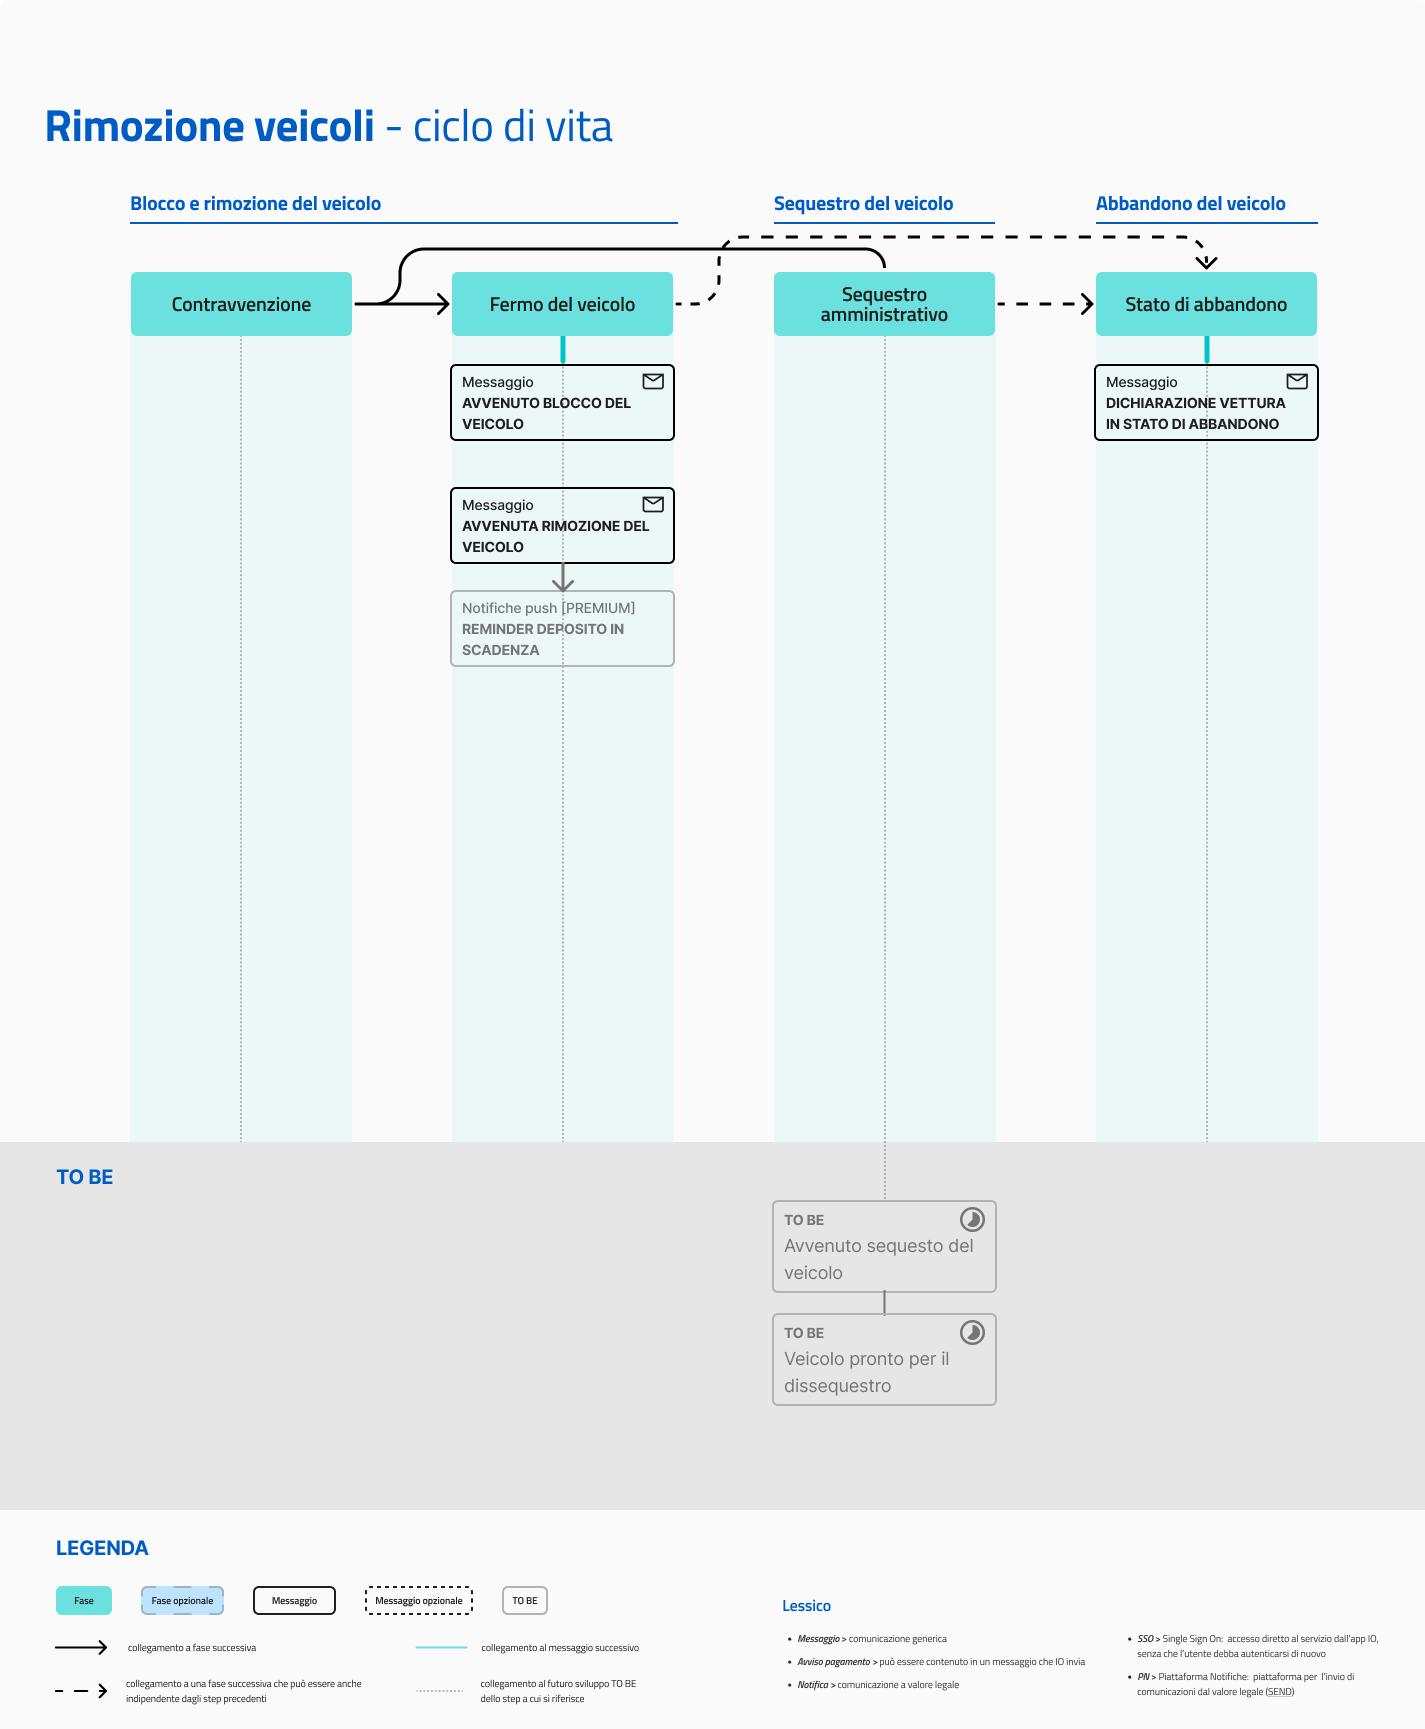 Rimozione veicoli - ciclo di vita
Blocco e rimozione del veicolo
Sequestro del veicolo
Abbandono del veicolo
Contravvenzione
Fermo del veicolo
Sequestro
amministrativo
Stato di abbandono
Messaggio
AVVENUTO BLOCCO DEL
VEICOLO
Messaggio
DICHIARAZIONE VETTURA
IN STATO DI ABBANDONO
Messaggio
AVVENUTA RIMOZIONE DEL
VEICOLO
Notifiche push [PREMIUM]
REMINDER DEPOSITO IN
SCADENZA
TO BE
TO BE
Avvenuto sequesto del
veicolo
TO BE
Veicolo pronto per il
dissequestro
LEGENDA
Fase
Fase opzionale
Messaggio
Messaggio opzionale
TO BE
collegamento a fase successiva
collegamento al messaggio successivo
collegamento a una fase successiva che può essere anche
indipendente dagli step precedenti
collegamento al futuro sviluppo TO BE
dello step a cui si riferisce
Lessico
• Messaggio > comunicazione generica
• Avviso pagamento > può essere contenuto in un messaggio che IO invia
• Notifica > comunicazione a valore legale
• SSO > Single Sign On: accesso diretto al servizio dall'app IO,
senza che l'utente debba autenticarsi di nuovo
• PN > Piattaforma Notifiche: piattaforma per l'invio di
comunicazioni dal valore legale (SEND)